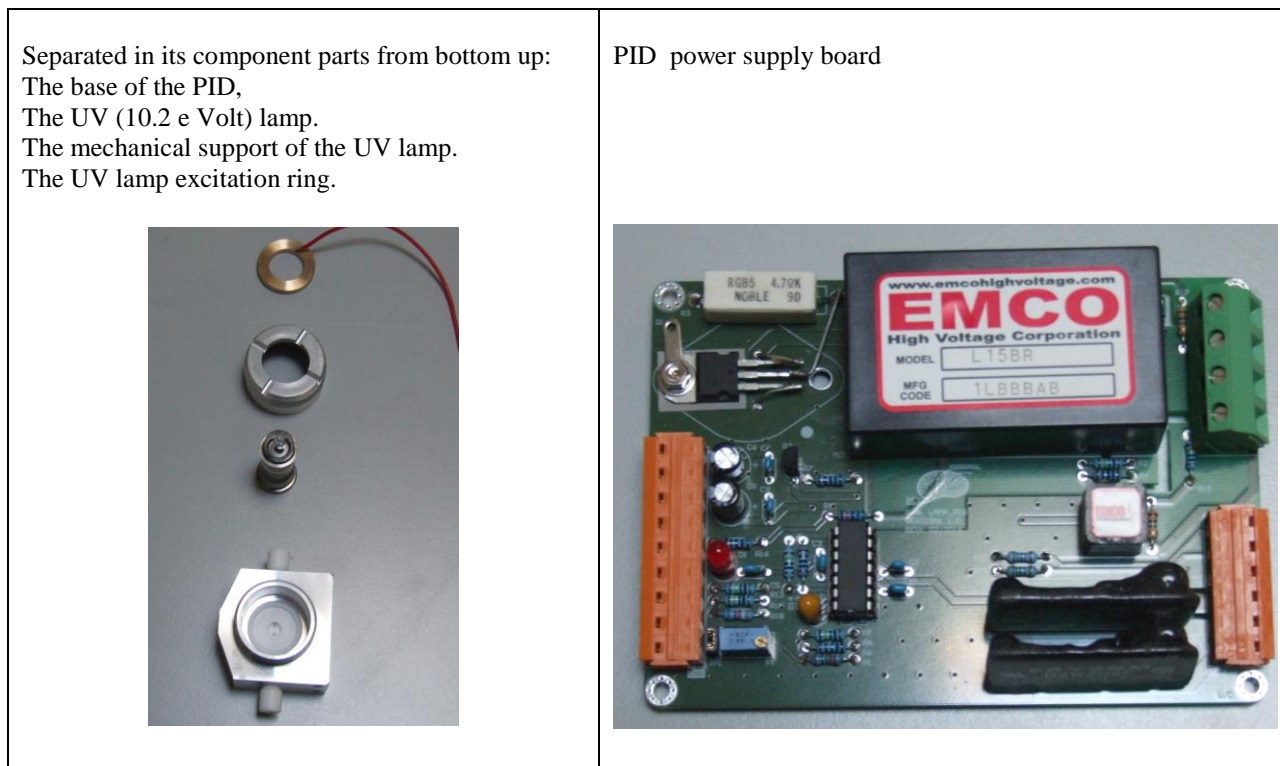 Separated in its component parts from bottom up:
The base of the PID,
The UV (10.2 e Volt) lamp.
The mechanical support of the UV lamp.
The UV lamp excitation ring.
PID power supply board
RGB5 4.70K
NOBLE 9D
www.emcohighvoltage.com
EMCO
High Voltage Corporation
MODEL L15BR
MFG
CODE 1LBBBAB
EMCO